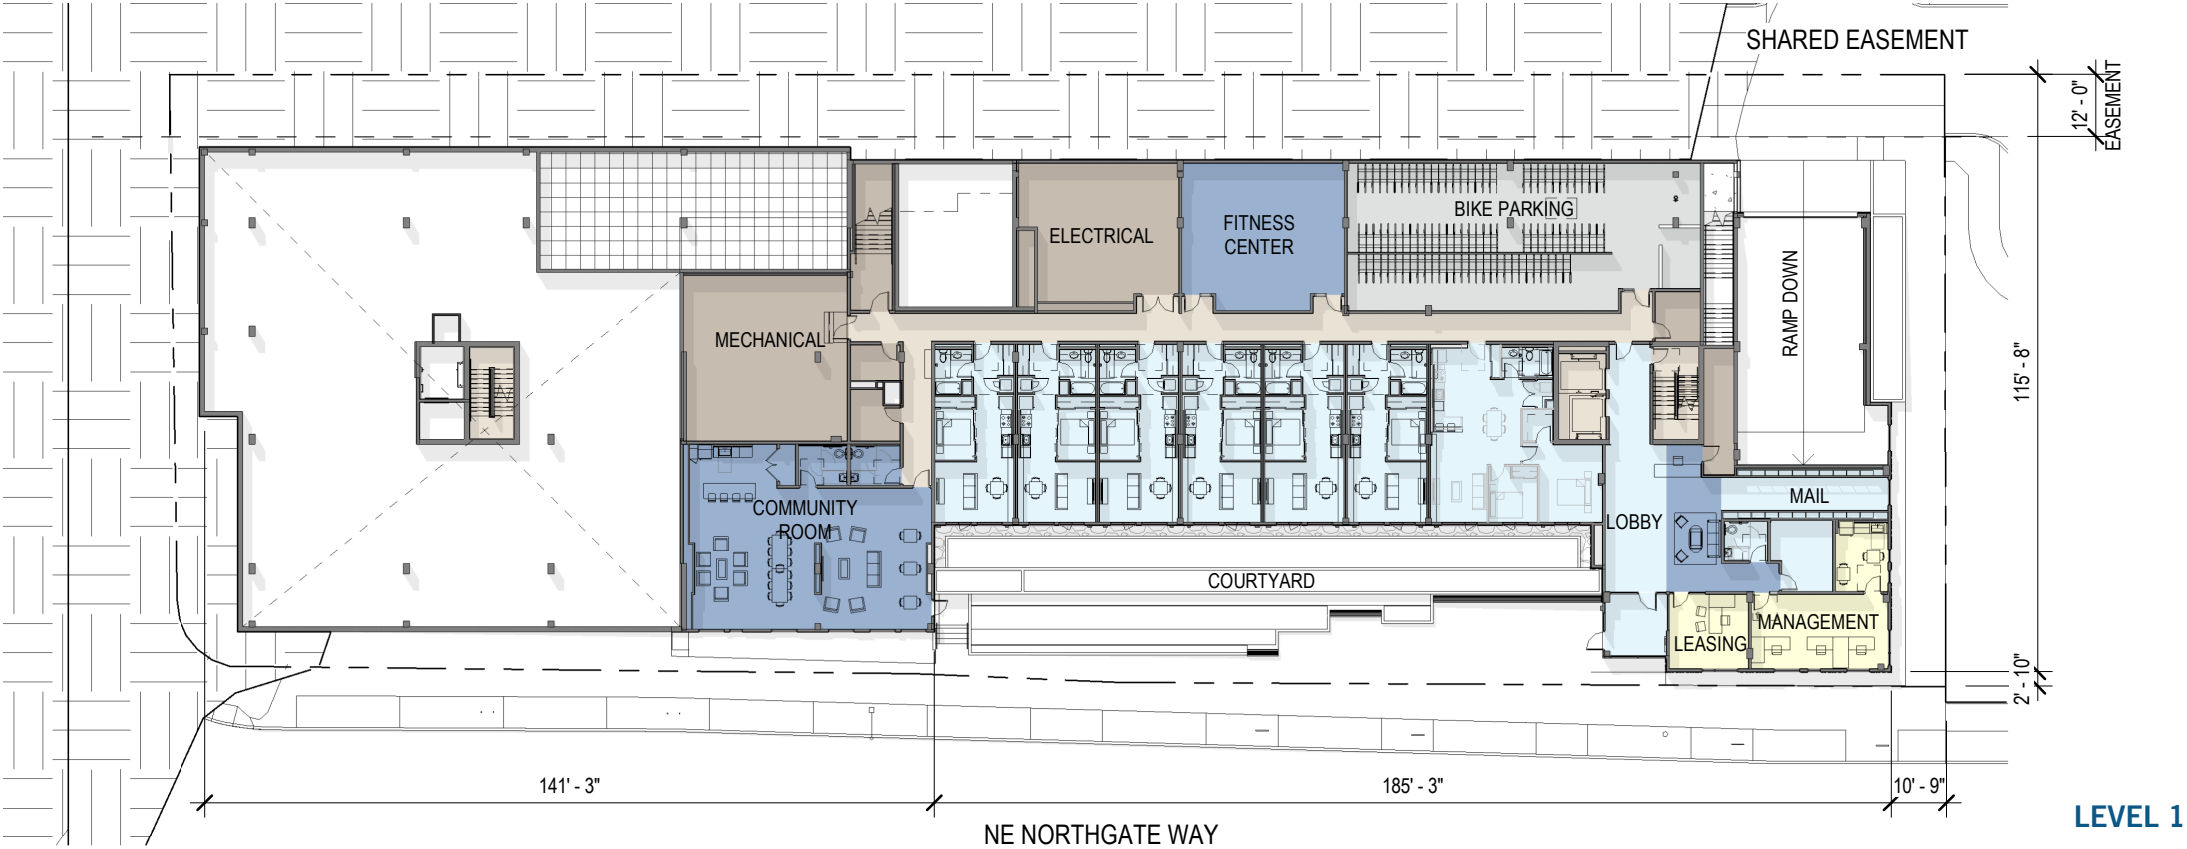 SHARED EASEMENT
12' - 0"
EASEMENT
BIKE PARKING
FITNESS
CENTER
ELECTRICAL
RAMP DOWN
MECHANICAL
115' - 8"
MAIL
COMMUNITY
ROOM
LOBBY
COURTYARD
MANAGEMENT
LEASING
2' - 10"
141' - 3"
185' - 3"
10' - 9"
LEVEL 1
NE NORTHGATE WAY